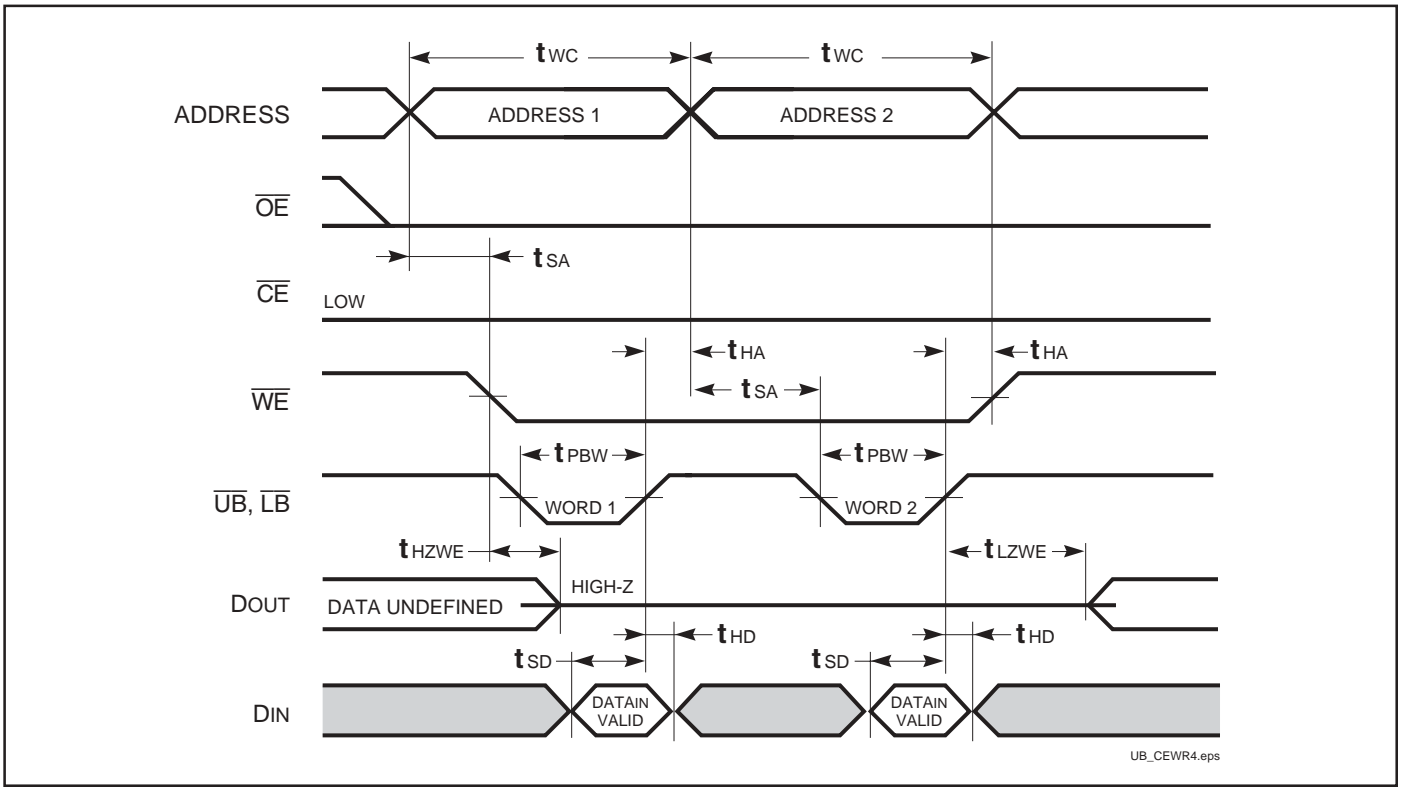 tWC tWC
ADDRESS ADDRESS 1 ADDRESS 2
OE
tSA
CE LOW
tHA tHA
WE tSA
tPBW tPBW
UB, LB WORD 1 WORD 2
tHZWE tLZWE
HIGH-Z
DOUT DATA UNDEFINED
tHD tHD
tSD tSD
DIN DATAIN VALID DATAIN VALID
UB_CEWR4.eps